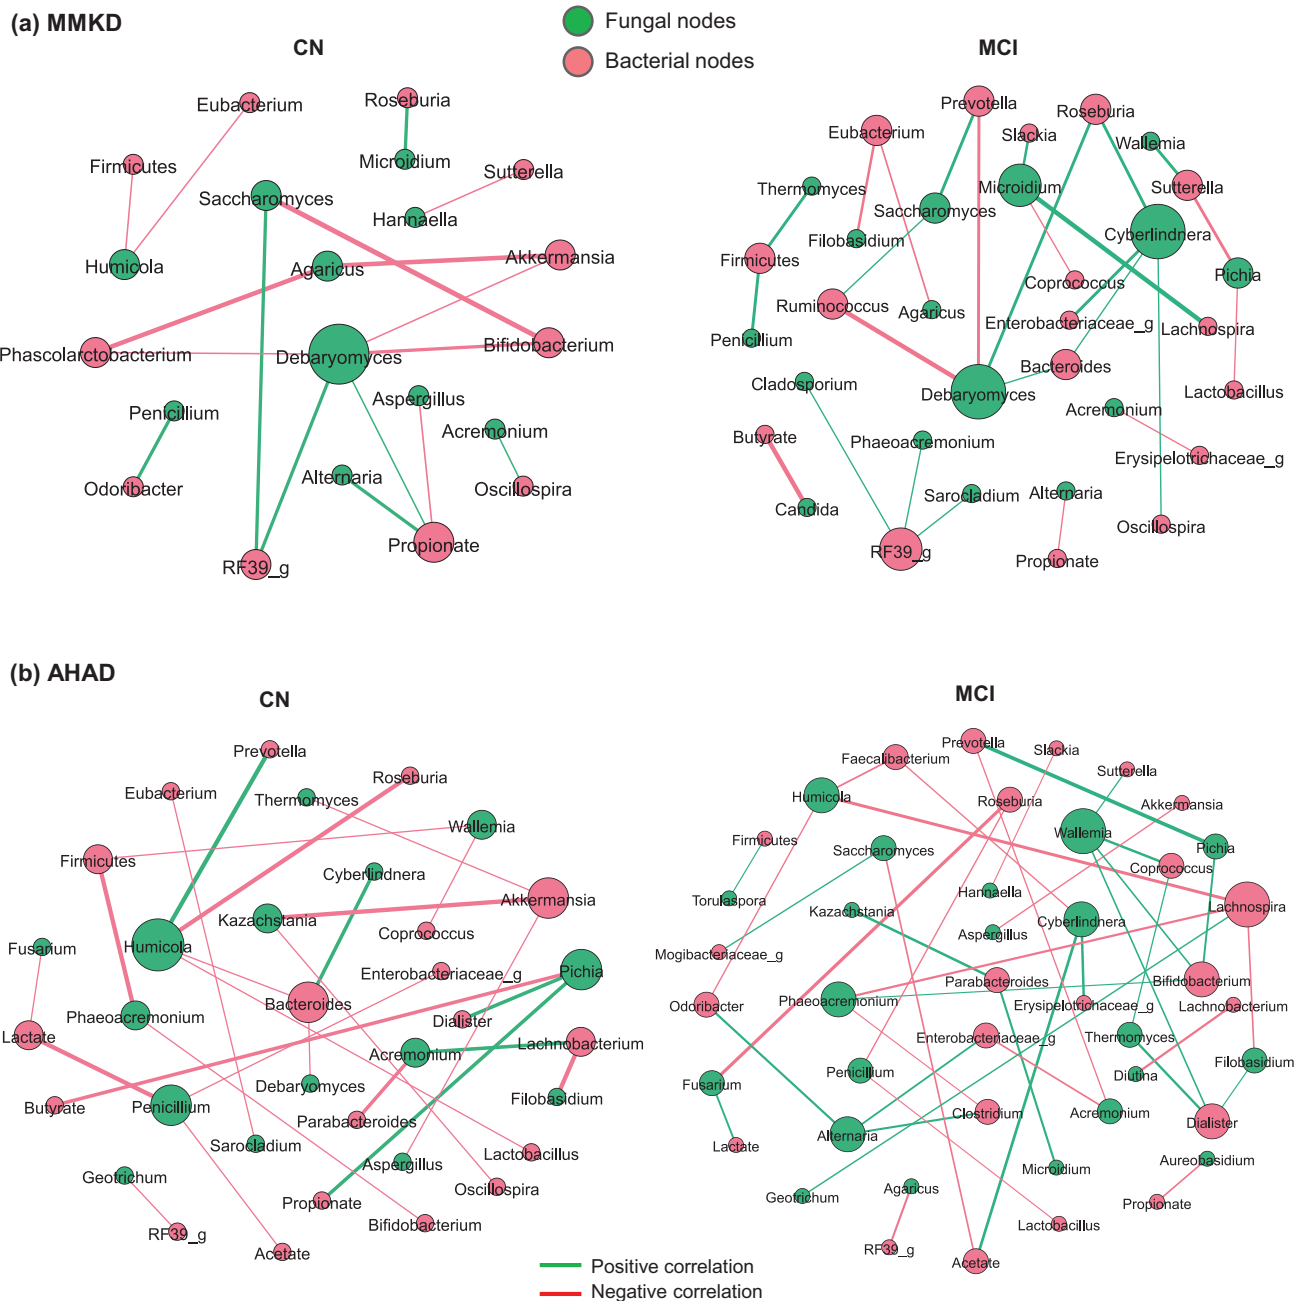 (a) MMKD
Fungal nodes
Bacterial nodes
CN
Eubacterium
Roseburia
Firmicutes
Microidium
Sutterella
Saccharomyces
Hannaella
Humicola
Agaricus
Akkermansia
Phascolarctobacterium
Debaryomyces
Bifidobacterium
Penicillium
Aspergillus
Acremonium
Odoribacter
Alternaria
Oscillospira
RF39_g
Propionate
MCI
Prevotella
Roseburia
Eubacterium
Slackia
Wallemia
Thermomyces
Microidium
Sutterella
Saccharomyces
Cyberlindnera
Filobasidium
Firmicutes
Pichia
Coprococcus
Ruminococcus
Agaricus
Enterobacteriaceae_g
Lachnospira
Penicillium
Bacteroides
Cladosporium
Debaryomyces
Lactobacillus
Acremonium
Butyrate
Phaeoacremonium
Erysipelotrichaceae_g
Sarocladium
Alternaria
Candida
Oscillospira
RF39_g
Propionate
(b) AHAD
CN
Prevotella
Roseburia
Eubacterium
Thermomyces
Wallemia
Firmicutes
Cyberlindnera
Akkermansia
Kazachstania
Coprococcus
Fusarium
Humicola
Enterobacteriaceae_g
Pichia
Bacteroides
Phaeoacremonium
Dialister
Lactate
Acremonium
Lachnobacterium
Debaryomyces
Filobasidium
Butyrate
Penicillium
Parabacteroides
Sarocladium
Lactobacillus
Aspergillus
Geotrichum
Oscillospira
Propionate
Bifidobacterium
RF39_g
Acetate
MCI
Prevotella
Slackia
Faecalibacterium
Sutterella
Humicola
Roseburia
Akkermansia
Wallemia
Firmicutes
Saccharomyces
Pichia
Coprococcus
Torulaspora
Hannaella
Kazachstania
Lachnospira
Cyberlindnera
Aspergillus
Mogibacteriaceae_g
Parabacteroides
Bifidobacterium
Odoribacter
Phaeoacremonium
Erysipelotrichaceae_g
Lachnobacterium
Enterobacteriaceae_g
Thermomyces
Filobasidium
Penicillium
Diutina
Fusarium
Clostridium
Acremonium
Dialister
Alternaria
Lactate
Aureobasidium
Microidium
Agaricus
Geotrichum
Propionate
Lactobacillus
RF39_g
Acetate
Positive correlation
Negative correlation